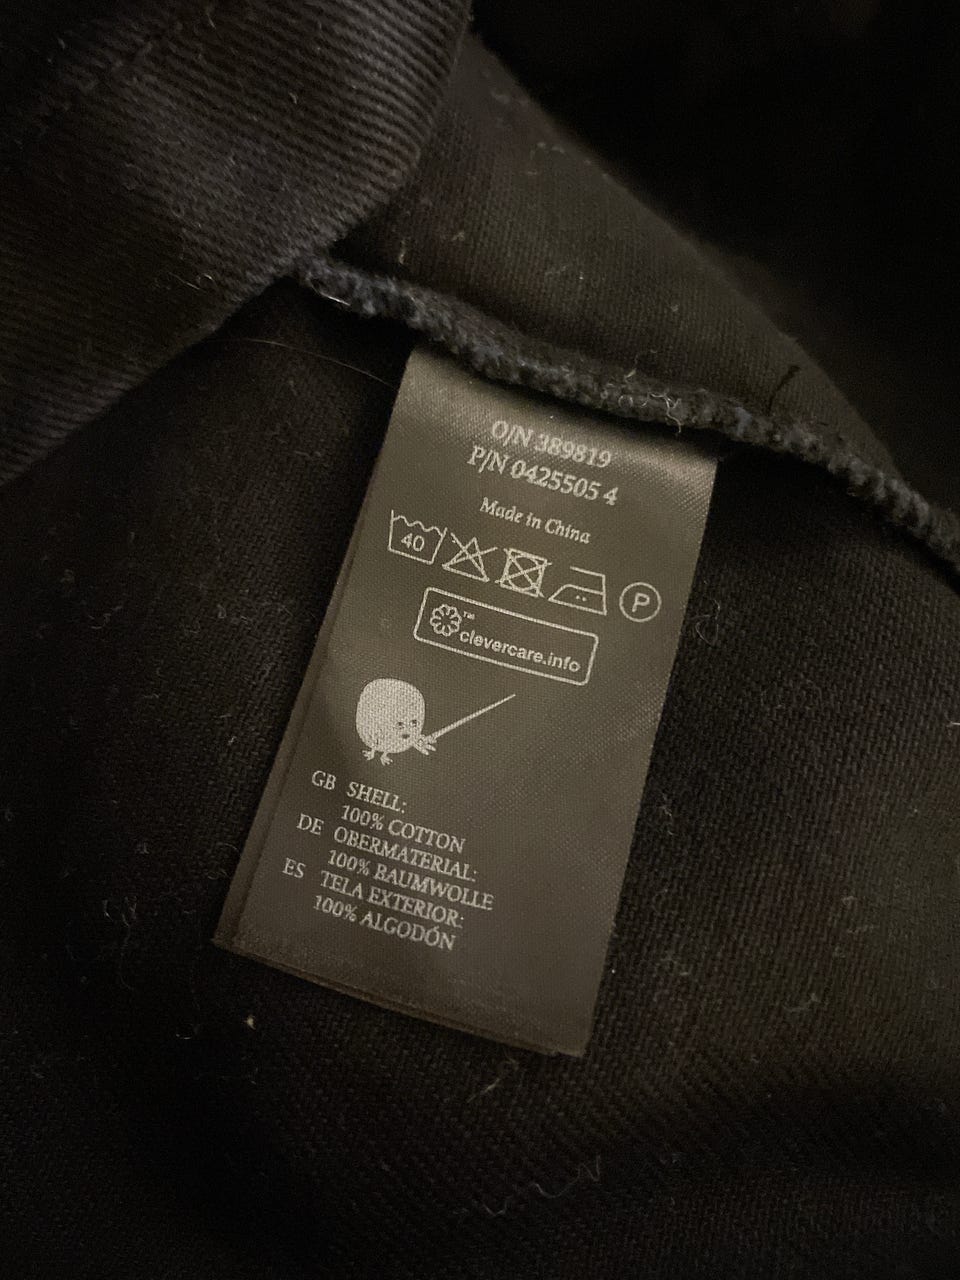 O/N 389819
P/N 0425505 4
Made in China
40 P
™
clevercare.info
GB SHELL:
100% COTTON
DE OBERMATERIAL:
100% BAUMWOLLE
ES TELA EXTERIOR:
100% ALGODÓN